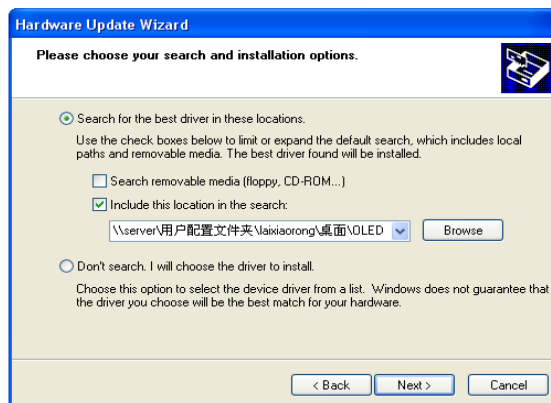 Hardware Update Wizard
Please choose your search and installation options.
Search for the best driver in these locations.
Use the check boxes below to limit or expand the default search, which includes local
paths and removable media. The best driver found will be installed.
Search removable media (floppy, CD-ROM...)
Include this location in the search:
\\server\用户配置文件夹\laixiaorong\桌面\OLED
Browse
Don't search. I will choose the driver to install.
Choose this option to select the device driver from a list. Windows does not guarantee that
the driver you choose will be the best match for your hardware.
< Back Next > Cancel